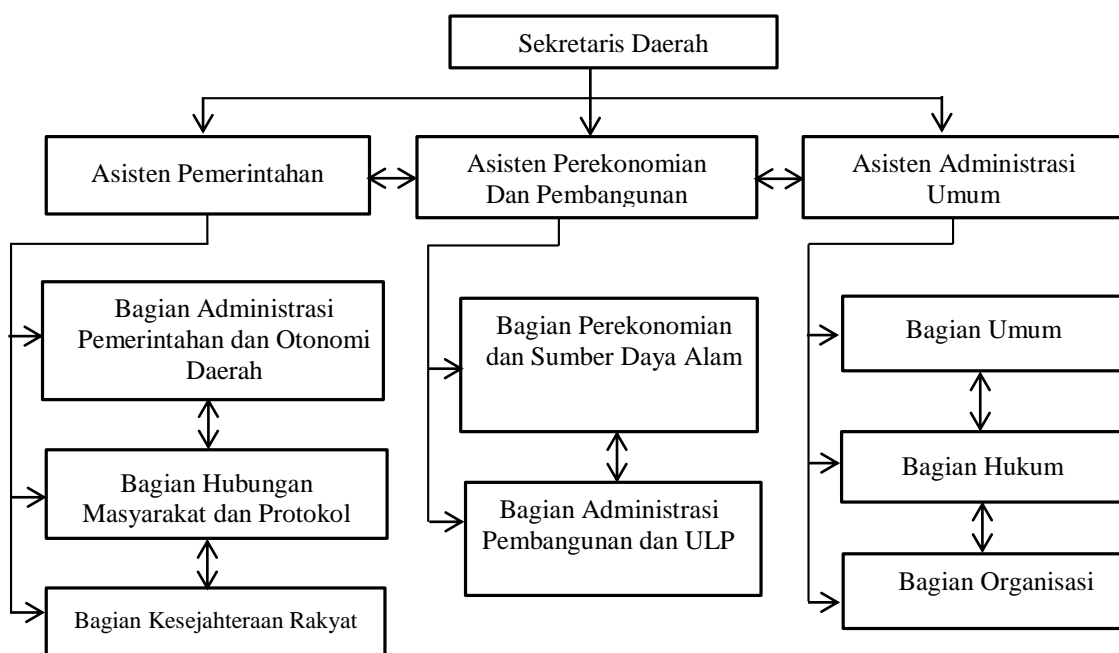 Sekretaris Daerah
Asisten Pemerintahan
Asisten Perekonomian
Dan Pembangunan
Asisten Administrasi
Umum
Bagian Administrasi
Pemerintahan dan Otonomi
Daerah
Bagian Hubungan
Masyarakat dan Protokol
Bagian Kesejahteraan Rakyat
Bagian Perekonomian
dan Sumber Daya Alam
Bagian Administrasi
Pembangunan dan ULP
Bagian Umum
Bagian Hukum
Bagian Organisasi